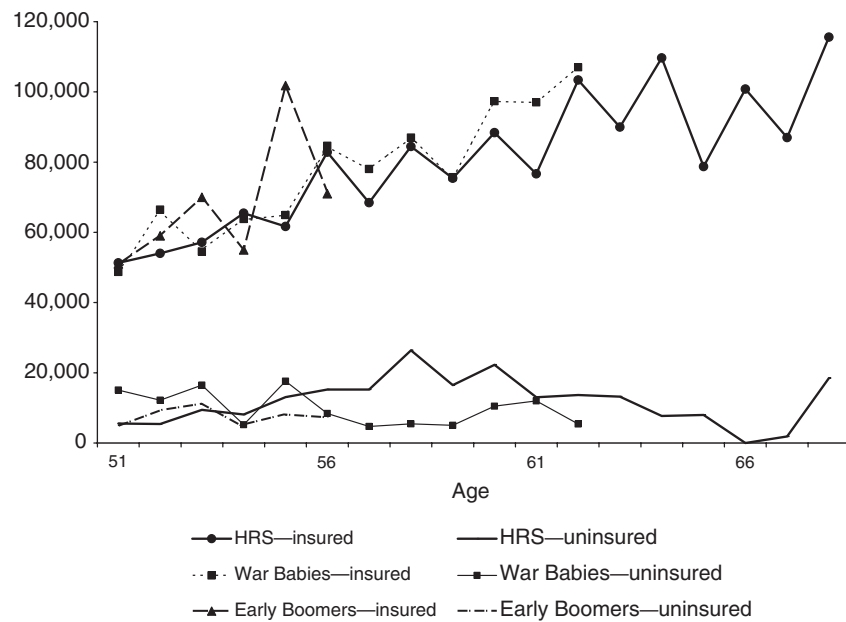 120,000
100,000
80,000
60,000
40,000
20,000
0
51 56 61 66
Age
HRS—insured HRS—uninsured
War Babies—insured War Babies—uninsured
Early Boomers—insured Early Boomers—uninsured